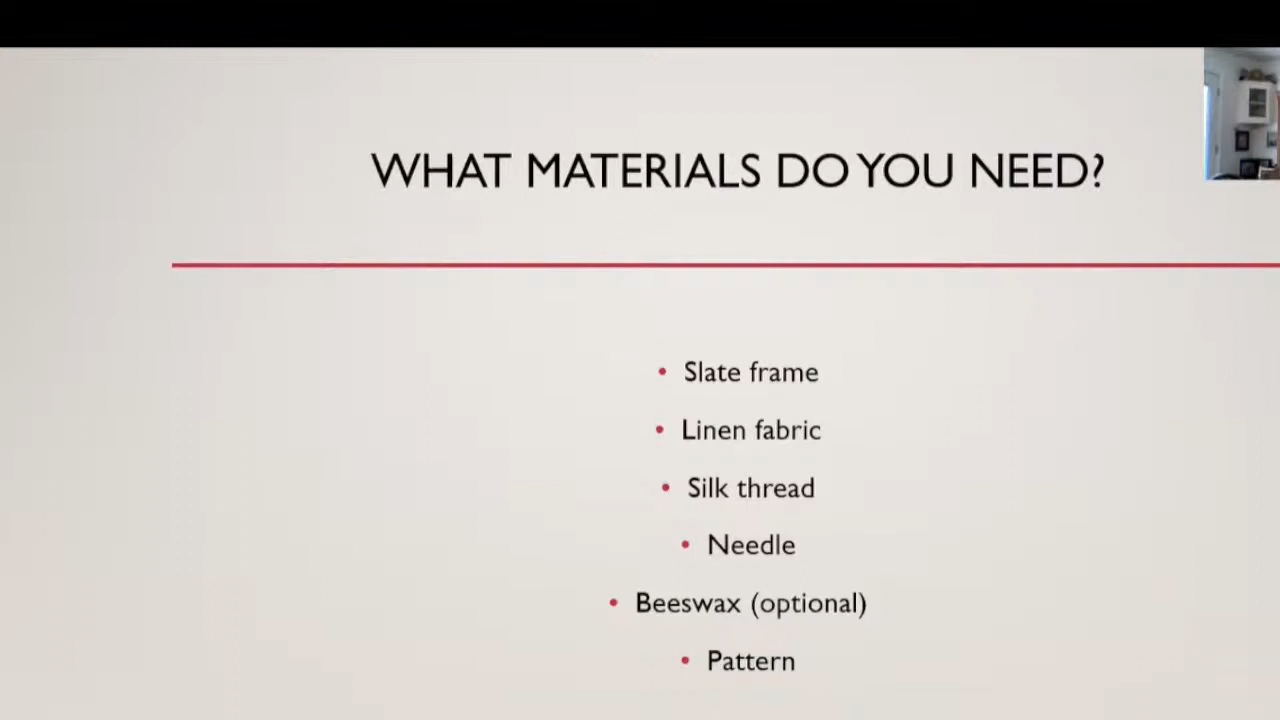 WHAT MATERIALS DO YOU NEED?
• Slate frame
• Linen fabric
• Silk thread
• Needle
• Beeswax (optional)
• Pattern